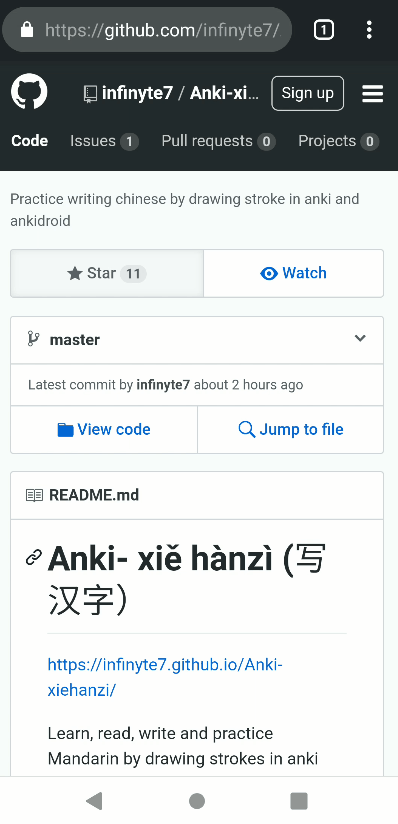 https://github.com/infinyte7/
1
infinyte7 / Anki-xi...
Sign up
Code Issues 1 Pull requests 0 Projects 0
Practice writing chinese by drawing stroke in anki and
ankidroid
Star 11
Watch
master
Latest commit by infinyte7 about 2 hours ago
View code
Jump to file
README.md
Anki- xiě hànzì (写
汉字）
https://infinyte7.github.io/Anki-
xiehanzi/
Learn, read, write and practice
Mandarin by drawing strokes in anki